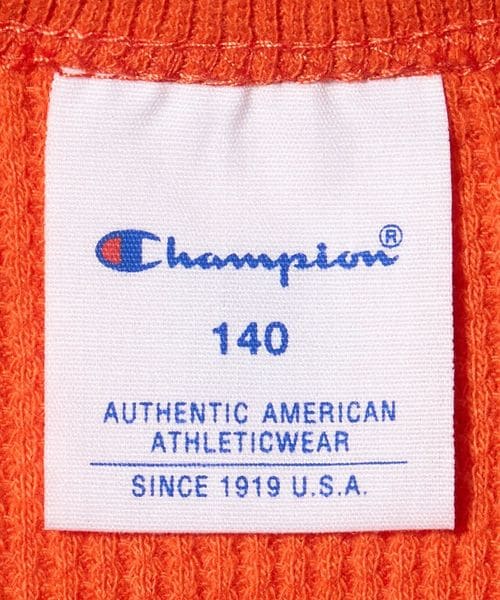 Champion®
140
AUTHENTIC AMERICAN
ATHLETICWEAR
SINCE 1919 U.S.A.